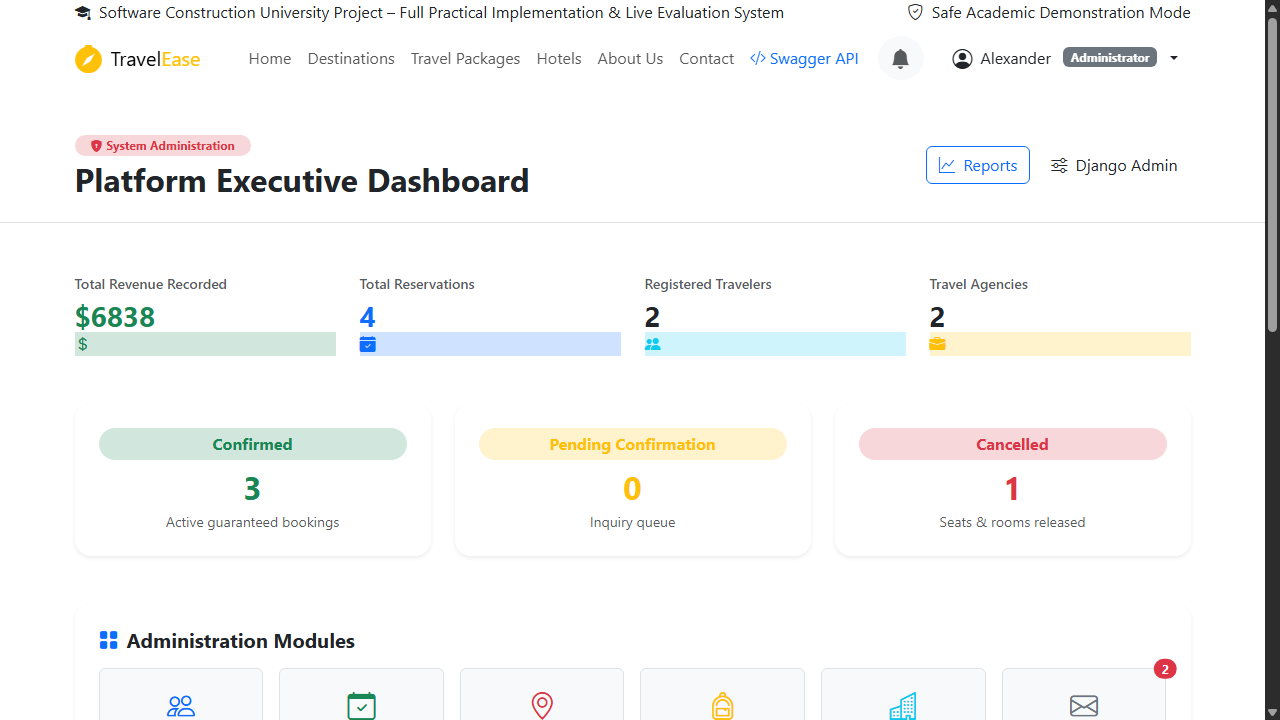 Software Construction University Project – Full Practical Implementation & Live Evaluation System
Safe Academic Demonstration Mode
TravelEase
Home
Destinations
Travel Packages
Hotels
About Us
Contact
</> Swagger API
Alexander
Administrator
System Administration
Platform Executive Dashboard
Reports
Django Admin
Total Revenue Recorded
$6838
$
Total Reservations
4
Registered Travelers
2
Travel Agencies
2
Confirmed
3
Active guaranteed bookings
Pending Confirmation
0
Inquiry queue
Cancelled
1
Seats & rooms released
Administration Modules
2